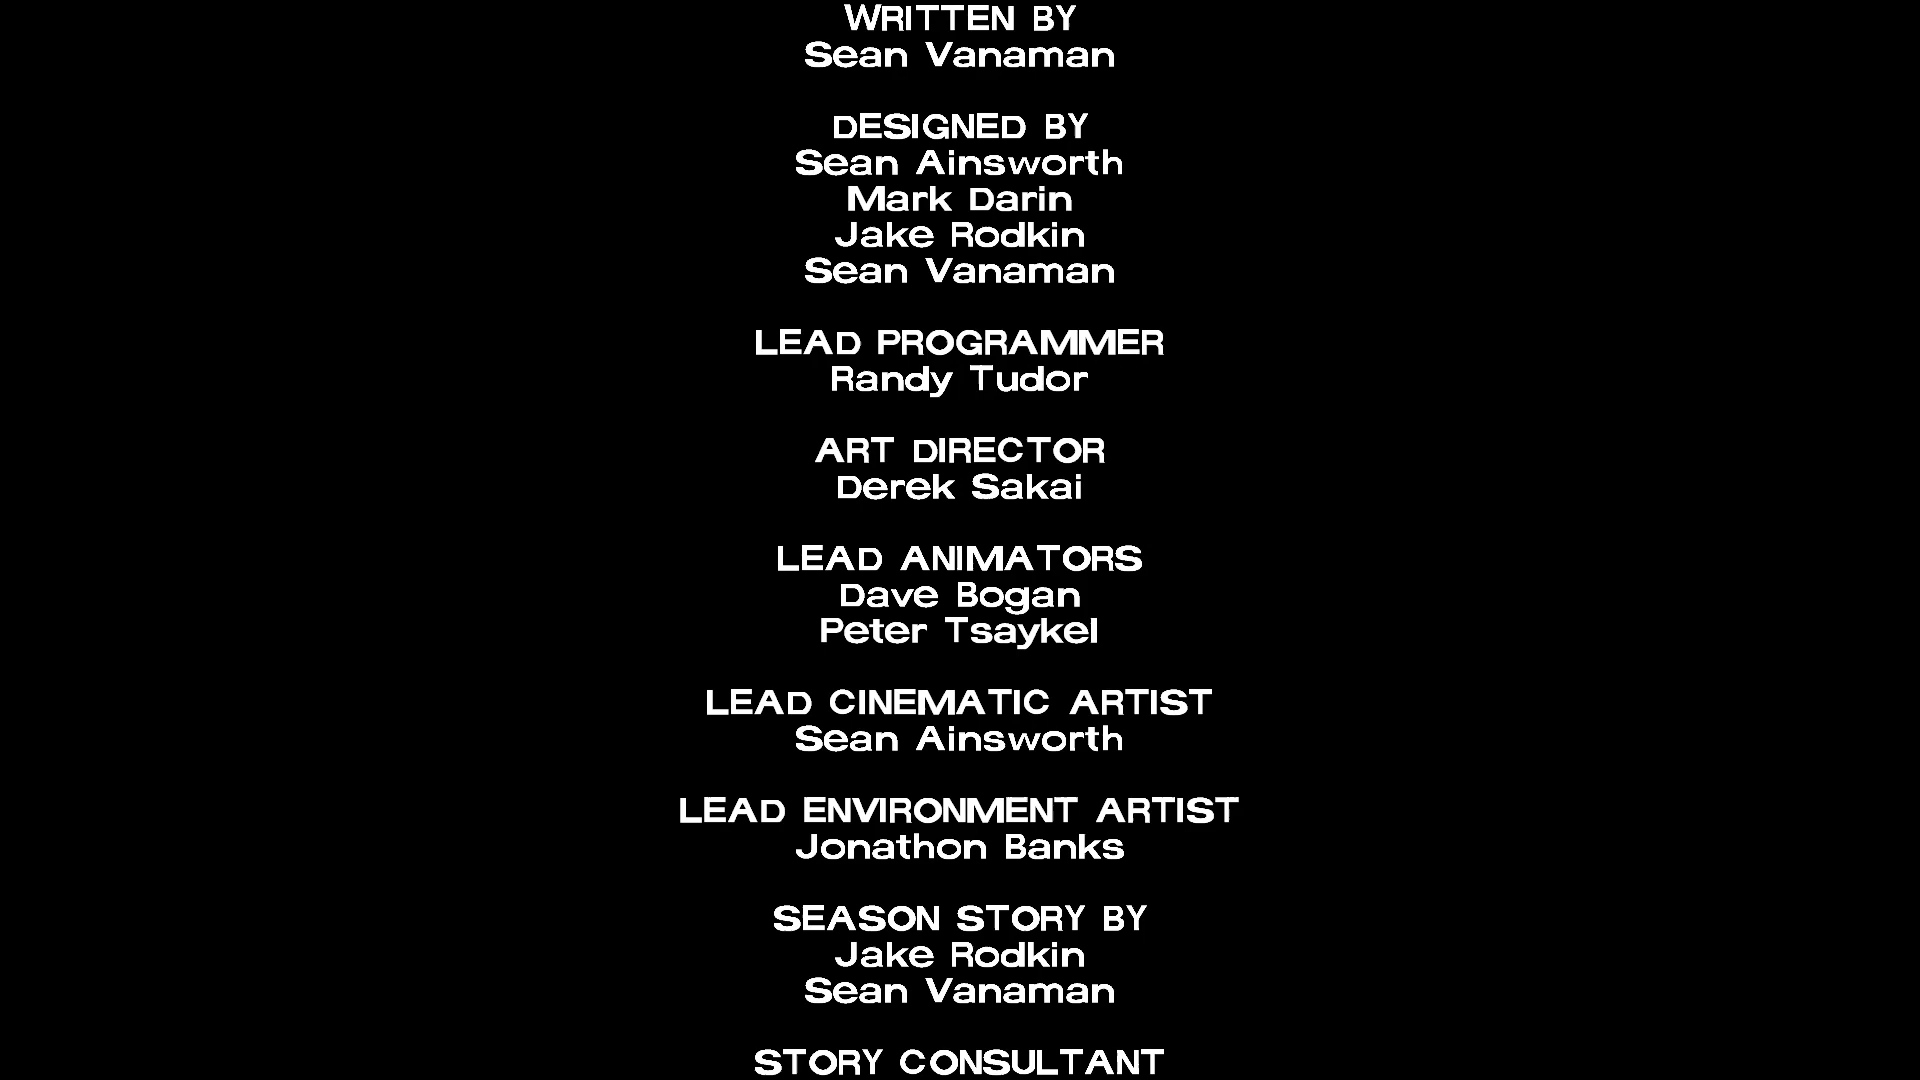 WRITTEN BY
Sean Vanaman
DESIGNED BY
Sean Ainsworth
Mark Darin
Jake Rodkin
Sean Vanaman
LEAD PROGRAMMER
Randy Tudor
ART DIRECTOR
Derek Sakai
LEAD ANIMATORS
Dave Bogan
Peter Tsaykel
LEAD CINEMATIC ARTIST
Sean Ainsworth
LEAD ENVIRONMENT ARTIST
Jonathon Banks
SEASON STORY BY
Jake Rodkin
Sean Vanaman
STORY CONSULTANT